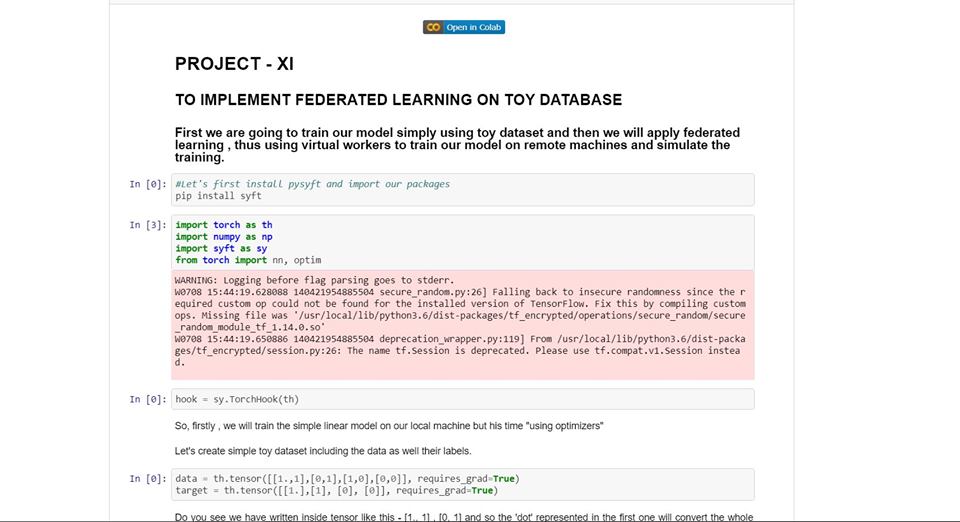 Open in Colab
PROJECT - XI
TO IMPLEMENT FEDERATED LEARNING ON TOY DATABASE
First we are going to train our model simply using toy dataset and then we will apply federated
learning , thus using virtual workers to train our model on remote machines and simulate the
training.
In [0]: #Let's first install pysyft and import our packages
pip install syft
In [3]: import torch as th
import numpy as np
import syft as sy
from torch import nn, optim
WARNING: Logging before flag parsing goes to stderr.
W0708 15:44:19.628088 140421954885504 secure_random.py:26] Falling back to insecure randomness since the r
equired custom op could not be found for the installed version of TensorFlow. Fix this by compiling custom
ops. Missing file was '/usr/local/lib/python3.6/dist-packages/tf_encrypted/operations/secure_random/secure
_random_module_tf_1.14.0.so'
W0708 15:44:19.650886 140421954885504 deprecation_wrapper.py:119] From /usr/local/lib/python3.6/dist-packa
ges/tf_encrypted/session.py:26: The name tf.Session is deprecated. Please use tf.compat.v1.Session instea
d.
In [0]: hook = sy.TorchHook(th)
So, firstly , we will train the simple linear model on our local machine but his time "using optimizers"
Let's create simple toy dataset including the data as well their labels.
In [0]: data = th.tensor([[1.,1],[0,1],[1,0],[0,0]], requires_grad=True)
target = th.tensor([[1.],[1], [0], [0]], requires_grad=True)
Do you see we have written inside tensor like this - [1., 1] , [0, 1] and so the 'dot' represented in the first one will convert the whole